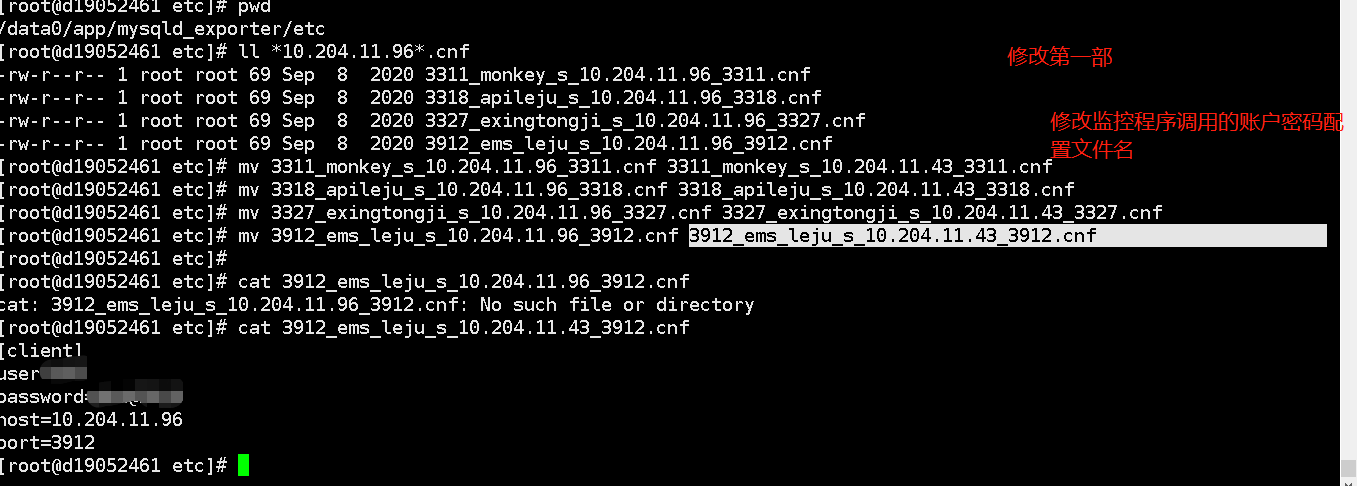 [root@d19052461 etc]# pwd
/data0/app/mysqld_exporter/etc
[root@d19052461 etc]# ll *10.204.11.96*.cnf
修改第一部
-rw-r--r-- 1 root root 69 Sep  8  2020 3311_monkey_s_10.204.11.96_3311.cnf
-rw-r--r-- 1 root root 69 Sep  8  2020 3318_apileju_s_10.204.11.96_3318.cnf
-rw-r--r-- 1 root root 69 Sep  8  2020 3327_exingtongji_s_10.204.11.96_3327.cnf
修改监控程序调用的账户密码配
置文件名
-rw-r--r-- 1 root root 69 Sep  8  2020 3912_ems_leju_s_10.204.11.96_3912.cnf
[root@d19052461 etc]# mv 3311_monkey_s_10.204.11.96_3311.cnf 3311_monkey_s_10.204.11.43_3311.cnf
[root@d19052461 etc]# mv 3318_apileju_s_10.204.11.96_3318.cnf 3318_apileju_s_10.204.11.43_3318.cnf
[root@d19052461 etc]# mv 3327_exingtongji_s_10.204.11.96_3327.cnf 3327_exingtongji_s_10.204.11.43_3327.cnf
[root@d19052461 etc]# mv 3912_ems_leju_s_10.204.11.96_3912.cnf 3912_ems_leju_s_10.204.11.43_3912.cnf
[root@d19052461 etc]#
[root@d19052461 etc]# cat 3912_ems_leju_s_10.204.11.96_3912.cnf
cat: 3912_ems_leju_s_10.204.11.96_3912.cnf: No such file or directory
[root@d19052461 etc]# cat 3912_ems_leju_s_10.204.11.43_3912.cnf
[client]
user
password=
host=10.204.11.96
port=3912
[root@d19052461 etc]#